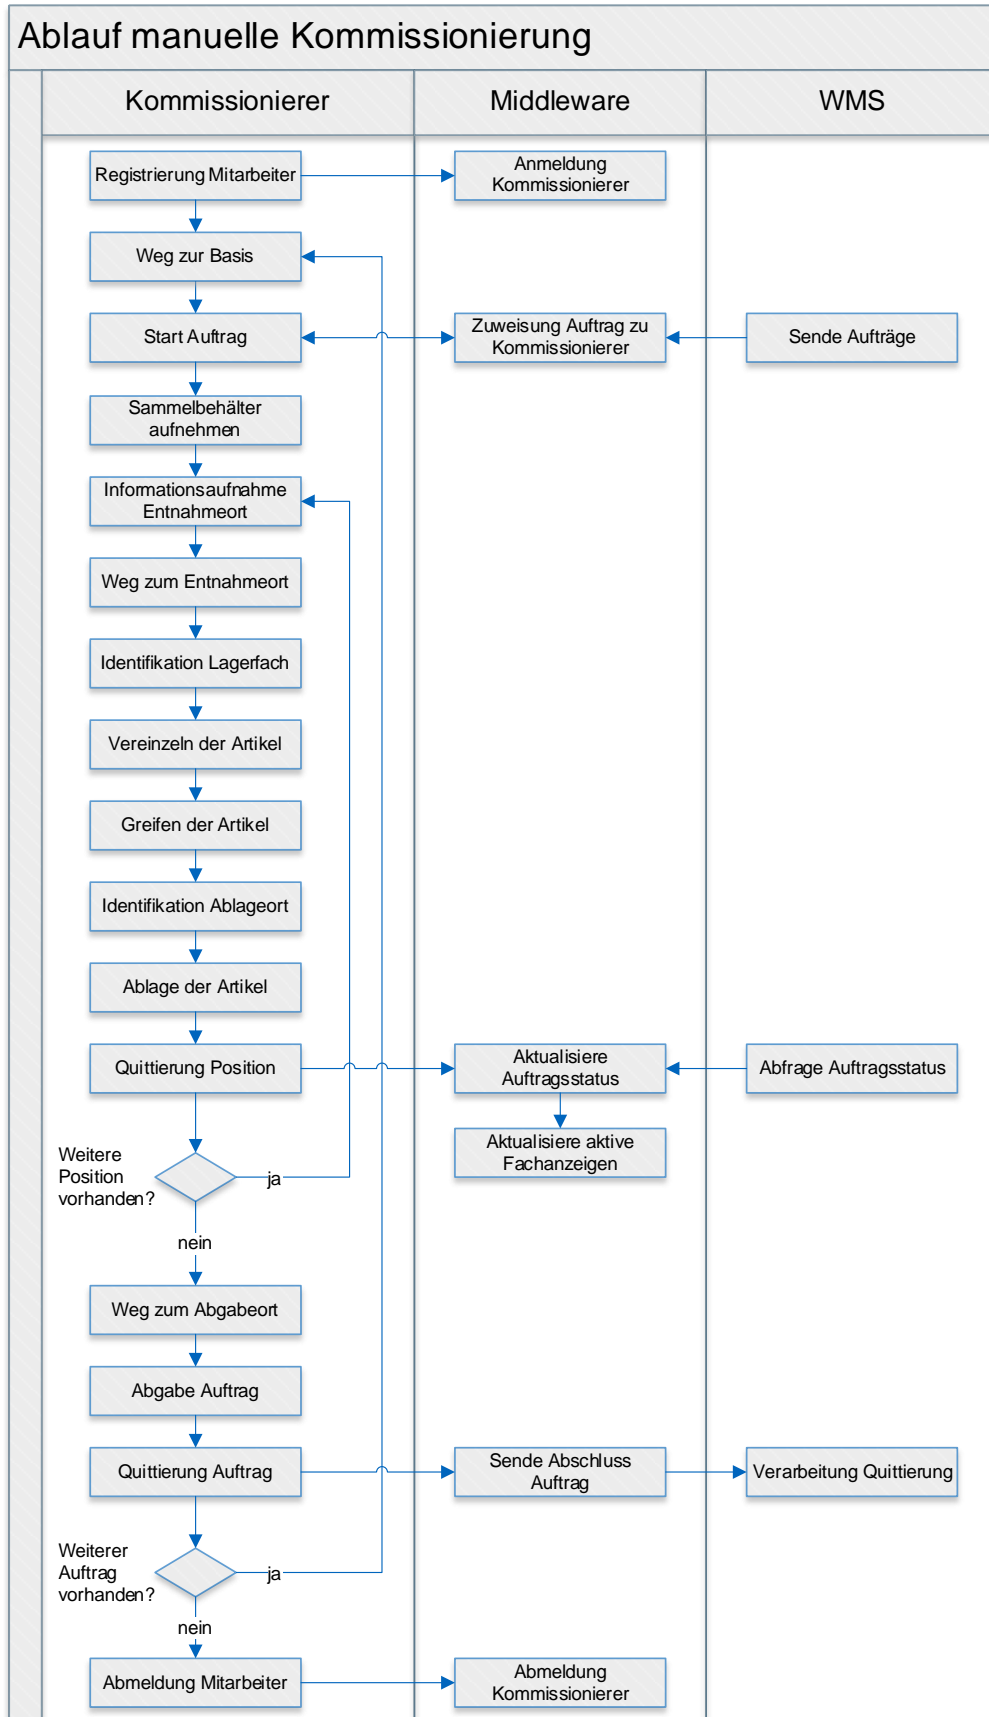 Ablauf manuelle Kommissionierung
Kommissionierer
Middleware
WMS
Registrierung Mitarbeiter
Anmeldung
Kommissionierer
Weg zur Basis
Start Auftrag
Zuweisung Auftrag zu
Kommissionierer
Sende Aufträge
Sammelbehälter
aufnehmen
Informationsaufnahme
Entnahmeort
Weg zum Entnahmeort
Identifikation Lagerfach
Vereinzeln der Artikel
Greifen der Artikel
Identifikation Ablageort
Ablage der Artikel
Quittierung Position
Aktualisiere
Auftragsstatus
Abfrage Auftragsstatus
Aktualisiere aktive
Fachanzeigen
Weitere
Position
vorhanden?
ja
nein
Weg zum Abgabeort
Abgabe Auftrag
Quittierung Auftrag
Sende Abschluss
Auftrag
Verarbeitung Quittierung
Weiterer
Auftrag
vorhanden?
ja
nein
Abmeldung Mitarbeiter
Abmeldung
Kommissionierer